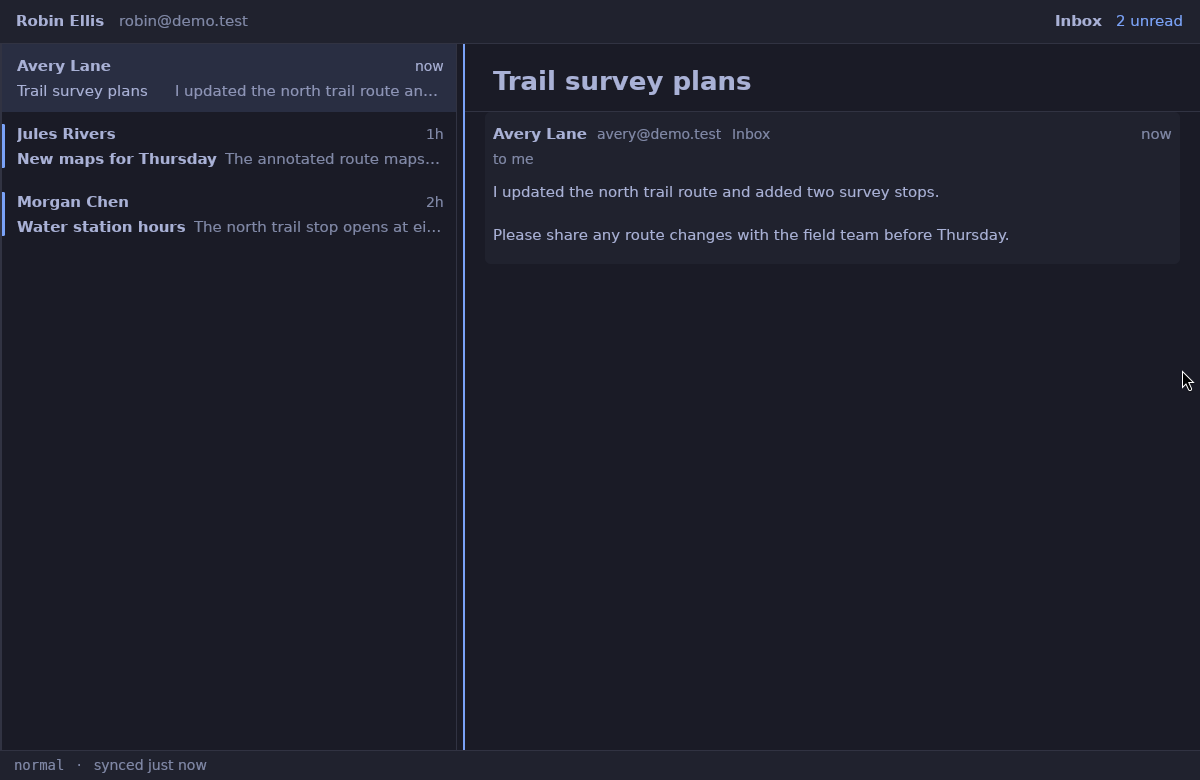 Robin Ellis robin@demo.test
Inbox 2 unread
Avery Lane now
Trail survey plans I updated the north trail route an…
Jules Rivers 1h
New maps for Thursday The annotated route maps…
Morgan Chen 2h
Water station hours The north trail stop opens at ei…
Trail survey plans
Avery Lane avery@demo.test Inbox now
to me
I updated the north trail route and added two survey stops.
Please share any route changes with the field team before Thursday.
normal · synced just now